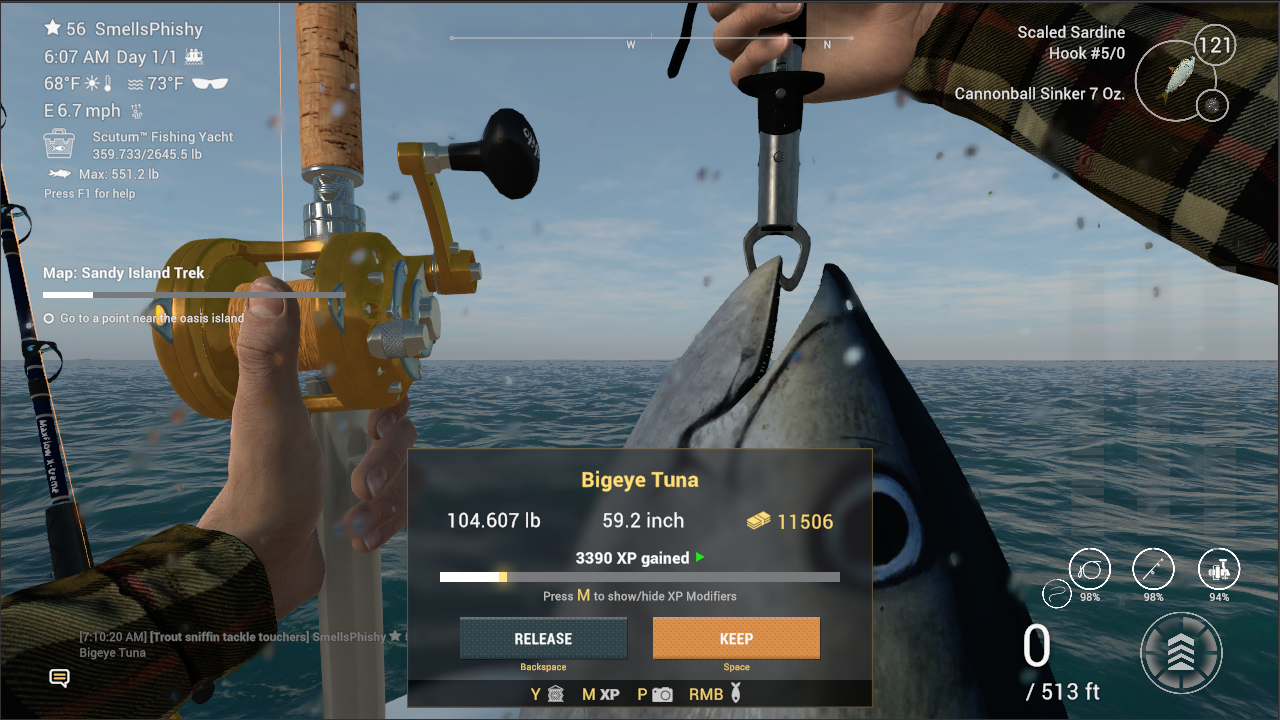 56 SmellsPhishy
6:07 AM Day 1/1
68°F 73°F
E 6.7 mph
Scutum™ Fishing Yacht
359.733/2645.5 lb
Max: 551.2 lb
Press F1 for help
W
N
Scaled Sardine
Hook #5/0
121
Cannonball Sinker 7 Oz.
Map: Sandy Island Trek
Go to a point near the oasis island
Maxflow X-treme
Bigeye Tuna
104.607 lb 59.2 inch 11506
3390 XP gained
Press M to show/hide XP Modifiers
RELEASE
Backspace
KEEP
Space
Y M XP P RMB
[7:10:20 AM] [Trout sniffin tackle touchers] SmellsPhishy
Bigeye Tuna
98% 98% 94%
0
/ 513 ft